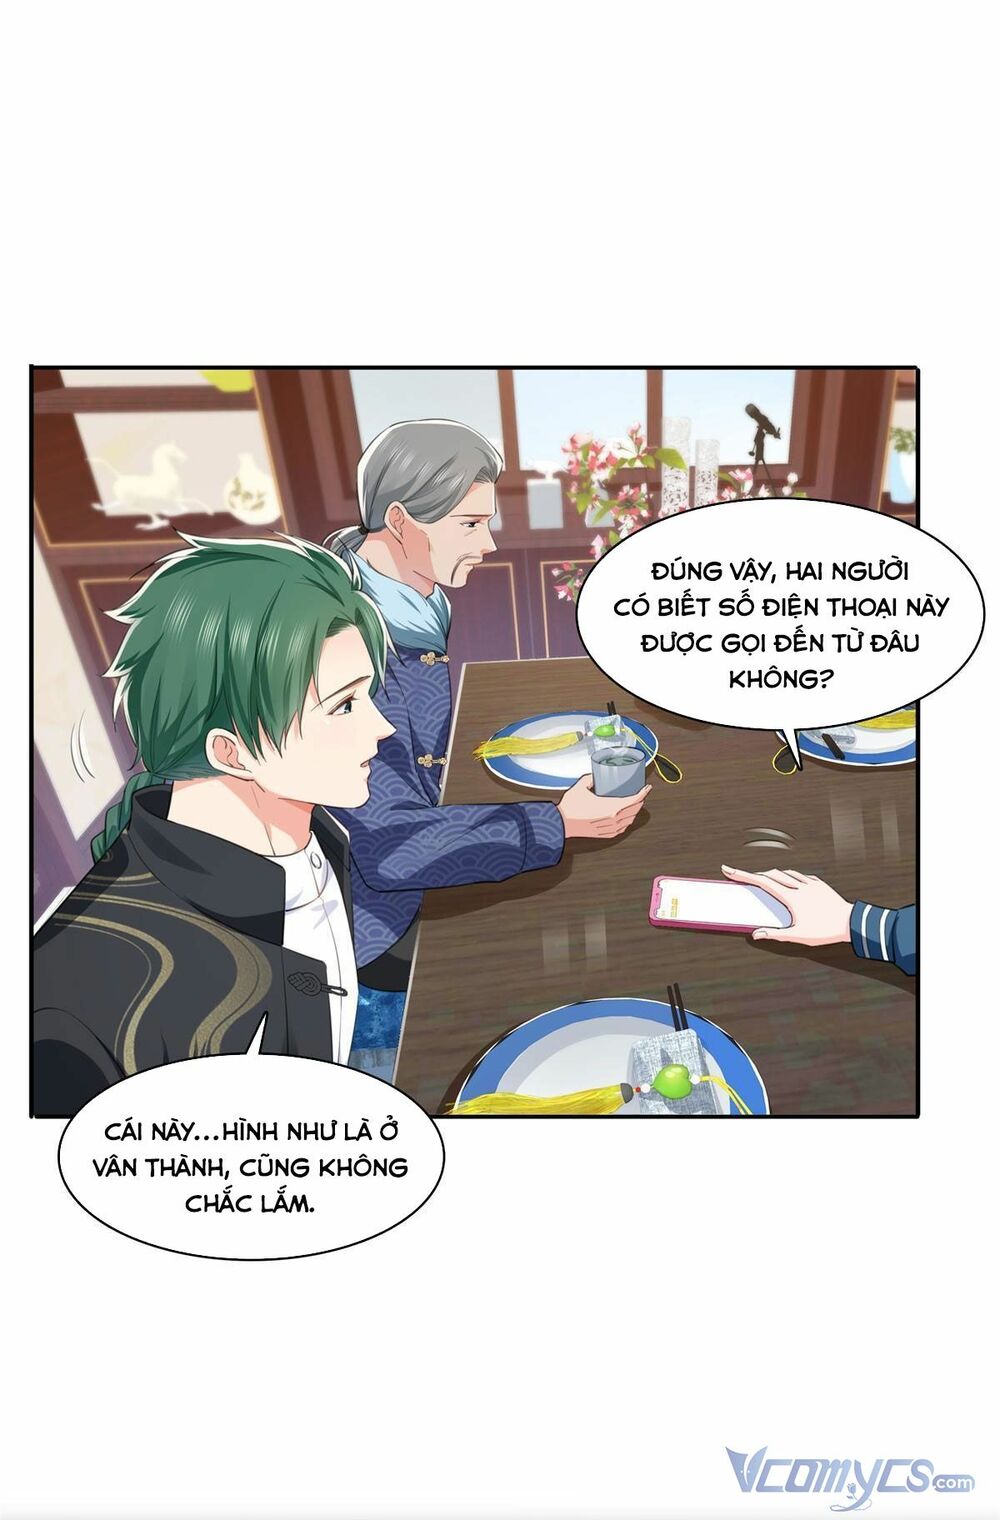 ĐÚNG VẬY, HAI NGƯỜI
CÓ BIẾT SỐ ĐIỆN THOẠI NÀY
ĐƯỢC GỌI ĐẾN TỪ ĐÂU
KHÔNG?
CÁI NÀY...HÌNH NHƯ LÀ Ở
VÂN THÀNH, CŨNG KHÔNG
CHẮC LẮM.
VCOMYCS.com